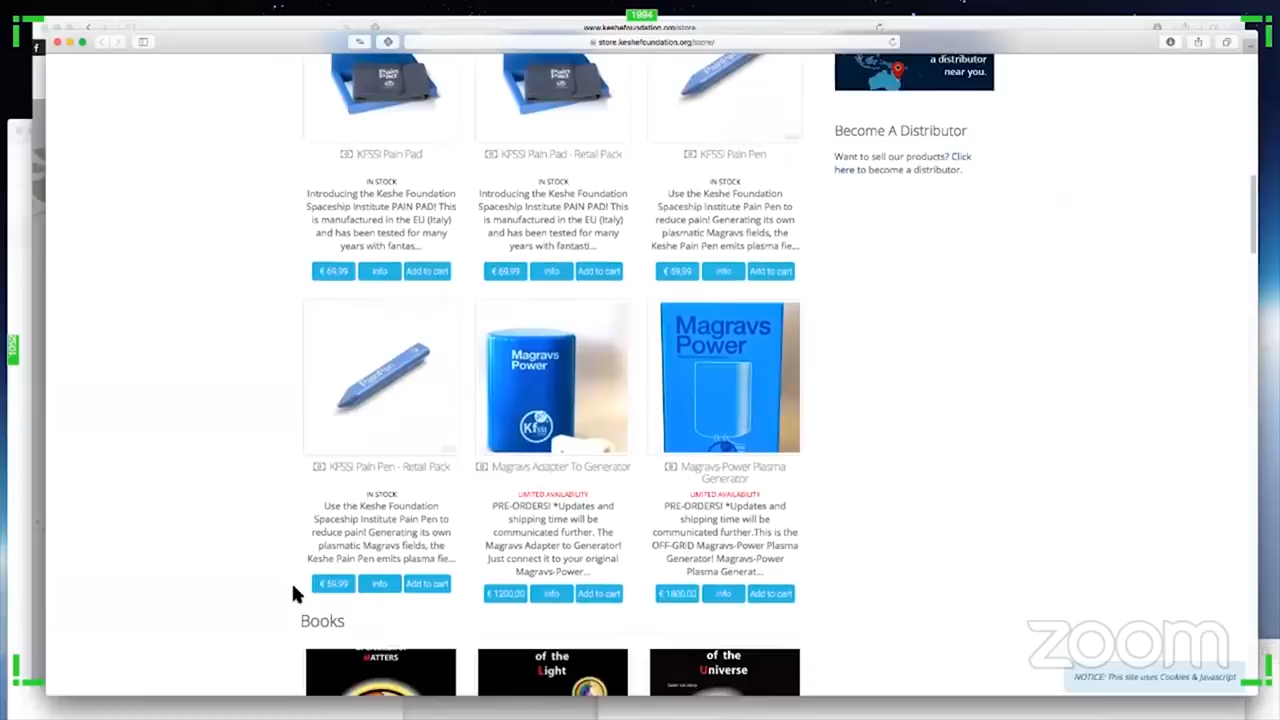 1994
www.keshefoundation.org/store
store.keshefoundation.org/store/
a distributor
near you.
Pain
Pad
Pain
Pad
Become A Distributor
Want to sell our products? Click
here to become a distributor.
KFSSI Pain Pad
KFSSI Pain Pad - Retail Pack
KFSSI Pain Pen
IN STOCK
IN STOCK
IN STOCK
Introducing the Keshe Foundation
Spaceship Institute PAIN PAD! This
is manufactured in the EU (Italy)
and has been tested for many
years with fantas...
Introducing the Keshe Foundation
Spaceship Institute PAIN PAD! This
is manufactured in the EU (Italy)
and has been tested for many
years with fantasti...
Use the Keshe Foundation
Spaceship Institute Pain Pen to
reduce pain! Generating its own
plasmatic Magravs fields, the
Keshe Pain Pen emits plasma fie...
€ 69,99 info Add to cart
€ 69,99 info Add to cart
€ 59,99 info Add to cart
1052
PainPen
Magravs
Power
Kfssi
Magravs
Power
KFSSI Pain Pen - Retail Pack
Magravs Adapter To Generator
Magravs-Power Plasma
Generator
IN STOCK
LIMITED AVAILABILITY
LIMITED AVAILABILITY
Use the Keshe Foundation
Spaceship Institute Pain Pen to
reduce pain! Generating its own
plasmatic Magravs fields, the
Keshe Pain Pen emits plasma fie...
PRE-ORDERS! *Updates and
shipping time will be
communicated further. The
Magravs Adapter to Generator!
Just connect it to your original
Magravs-Power...
PRE-ORDERS! *Updates and
shipping time will be
communicated further.This is the
OFF-GRID Magravs-Power Plasma
Generator! Magravs-Power
Plasma Generat...
€ 59,99 info Add to cart
€ 1200,00 info Add to cart
€ 1800,00 info Add to cart
Books
MATTERS
of the
Light
of the
Universe
zoom
NOTICE: This site uses Cookies & Javascript